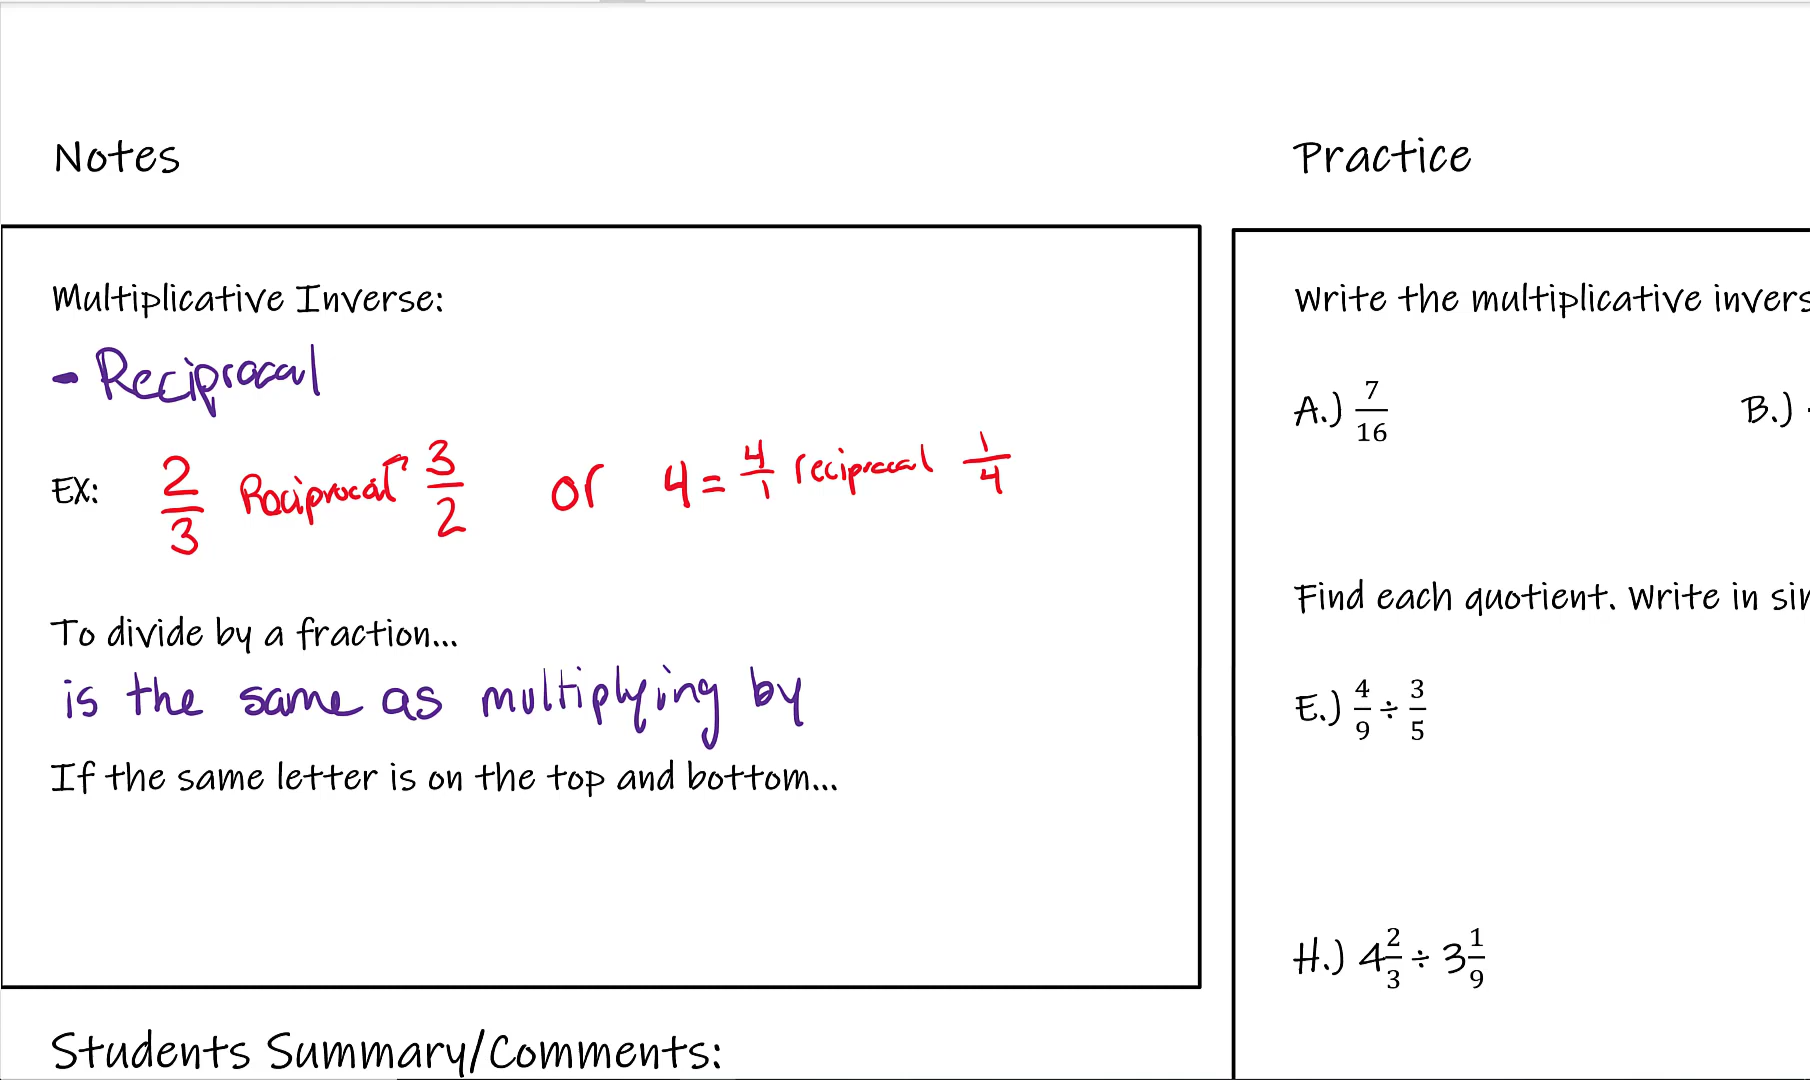 Notes
Multiplicative Inverse:
- Reciprocal
EX: 2/3 Reciprocal 3/2 or 4 = 4/1 reciprocal 1/4
To divide by a fraction...
is the same as multiplying by
If the same letter is on the top and bottom...
Students Summary/Comments:
Practice
Write the multiplicative invers
A.) 7/16 B.)
Find each quotient. Write in
E.) 4/9 ÷ 3/5
H.) 4 2/3 ÷ 3 1/9